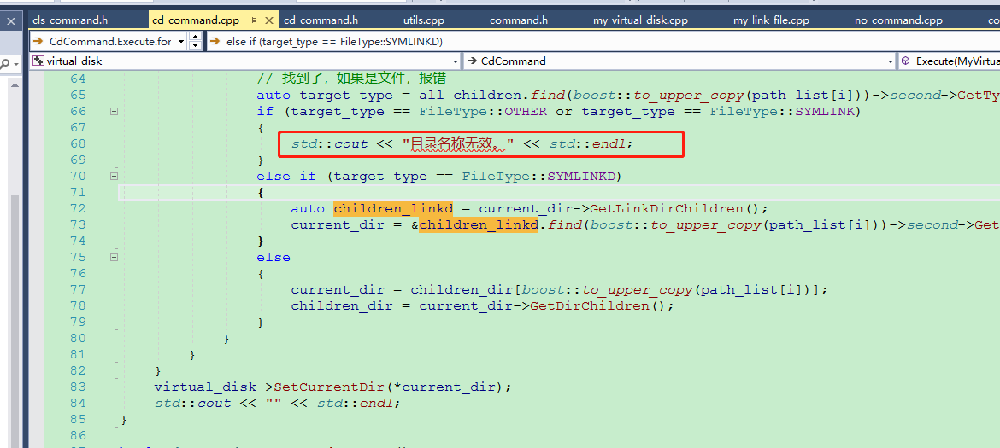 cls_command.h cd_command.cpp cd_command.h utils.cpp command.h my_virtual_disk.cpp my_link_file.cpp no_command.cpp co
CdCommand.Execute.for else if (target_type == FileType::SYMLINKD)
virtual_disk CdCommand Execute(MyVirtua
64 // 找到了，如果是文件，报错
65 auto target_type = all_children.find(boost::to_upper_copy(path_list[i]))->second->GetTy
66 if (target_type == FileType::OTHER or target_type == FileType::SYMLINK)
67 {
68 std::cout << "目录名称无效。" << std::endl;
69 }
70 else if (target_type == FileType::SYMLINKD)
71 {
72 auto children_linkd = current_dir->GetLinkDirChildren();
73 current_dir = &children_linkd.find(boost::to_upper_copy(path_list[i]))->second->Get
74 }
75 else
76 {
77 current_dir = children_dir[boost::to_upper_copy(path_list[i])];
78 children_dir = current_dir->GetDirChildren();
79 }
80 }
81 }
82 }
83 virtual_disk->SetCurrentDir(*current_dir);
84 std::cout << "" << std::endl;
85 }
86